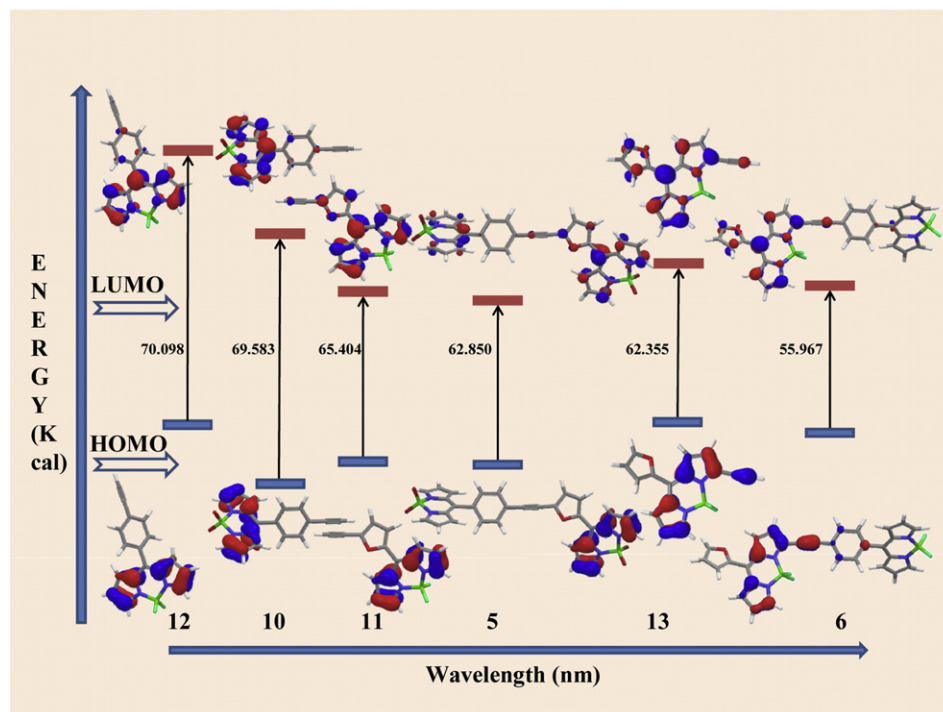 ENERGY (K cal)
LUMO
70.098 69.583 65.404 62.850 62.355 55.967
HOMO
12 10 11 5 13 6
Wavelength (nm)